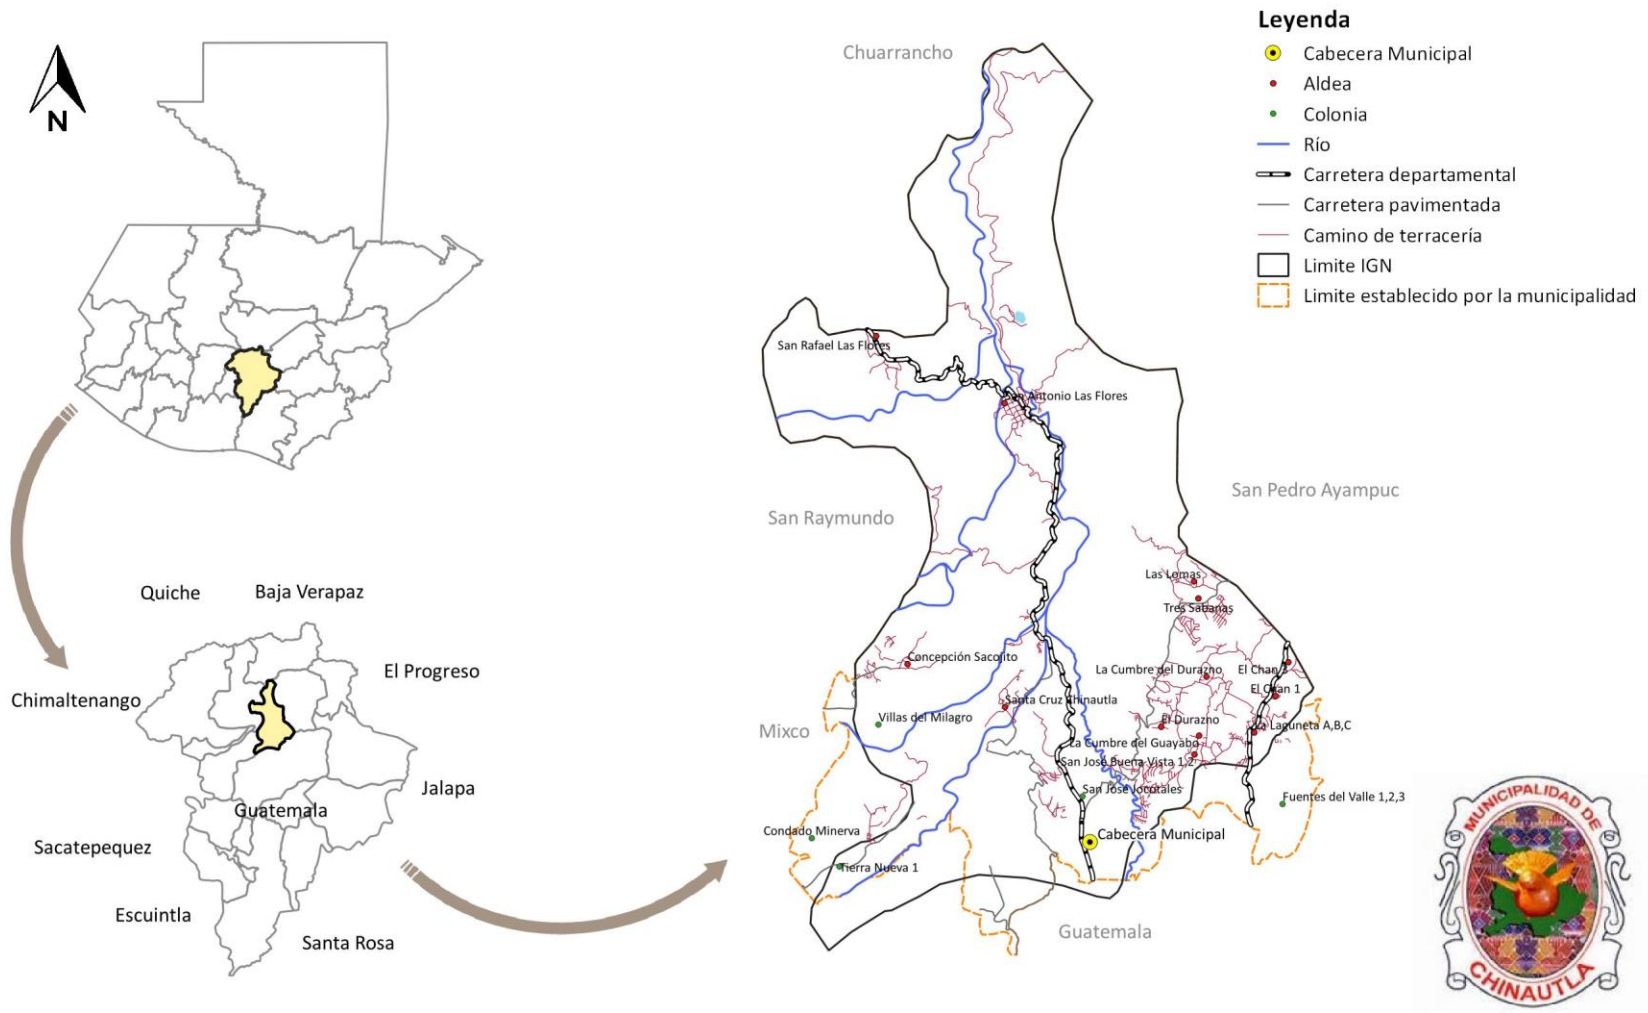 N
Quiche
Baja Verapaz
El Progreso
Chimaltenango
Jalapa
Guatemala
Sacatepequez
Escuintla
Santa Rosa
Chuarrancho
San Rafael Las Flores
San Antonio Las Flores
San Pedro Ayampuc
San Raymundo
Las Lomas
Tres Sabanas
Concepción Sacojito
La Cumbre del Durazno
El Chan 3
El Chan 1
Santa Cruz Chinautla
Villas del Milagro
El Durazno
La Laguneta A,B,C
Mixco
La Cumbre del Guayabo
San José Buena Vista 1,2
San José Jocotales
Fuentes del Valle 1,2,3
Condado Minerva
Cabecera Municipal
Tierra Nueva 1
Guatemala
Leyenda
Cabecera Municipal
Aldea
Colonia
Río
Carretera departamental
Carretera pavimentada
Camino de terracería
Limite IGN
Limite establecido por la municipalidad
MUNICIPALIDAD DE
CHINAUTLA